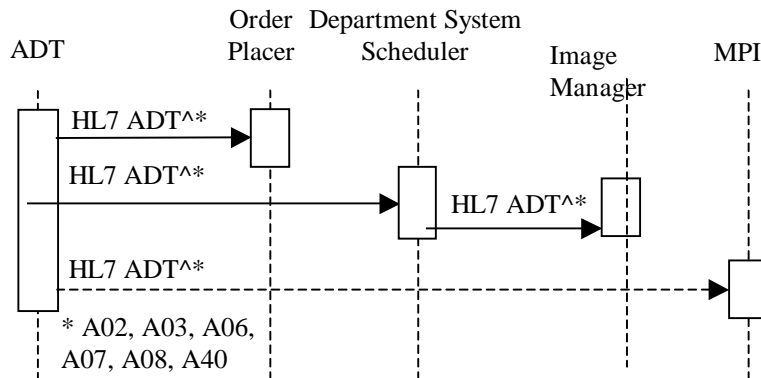 ADT
Order
Placer
Department System
Scheduler
Image
Manager
MPI
HL7 ADT^*
HL7 ADT^*
HL7 ADT^*
HL7 ADT^*
* A02, A03, A06,
A07, A08, A40